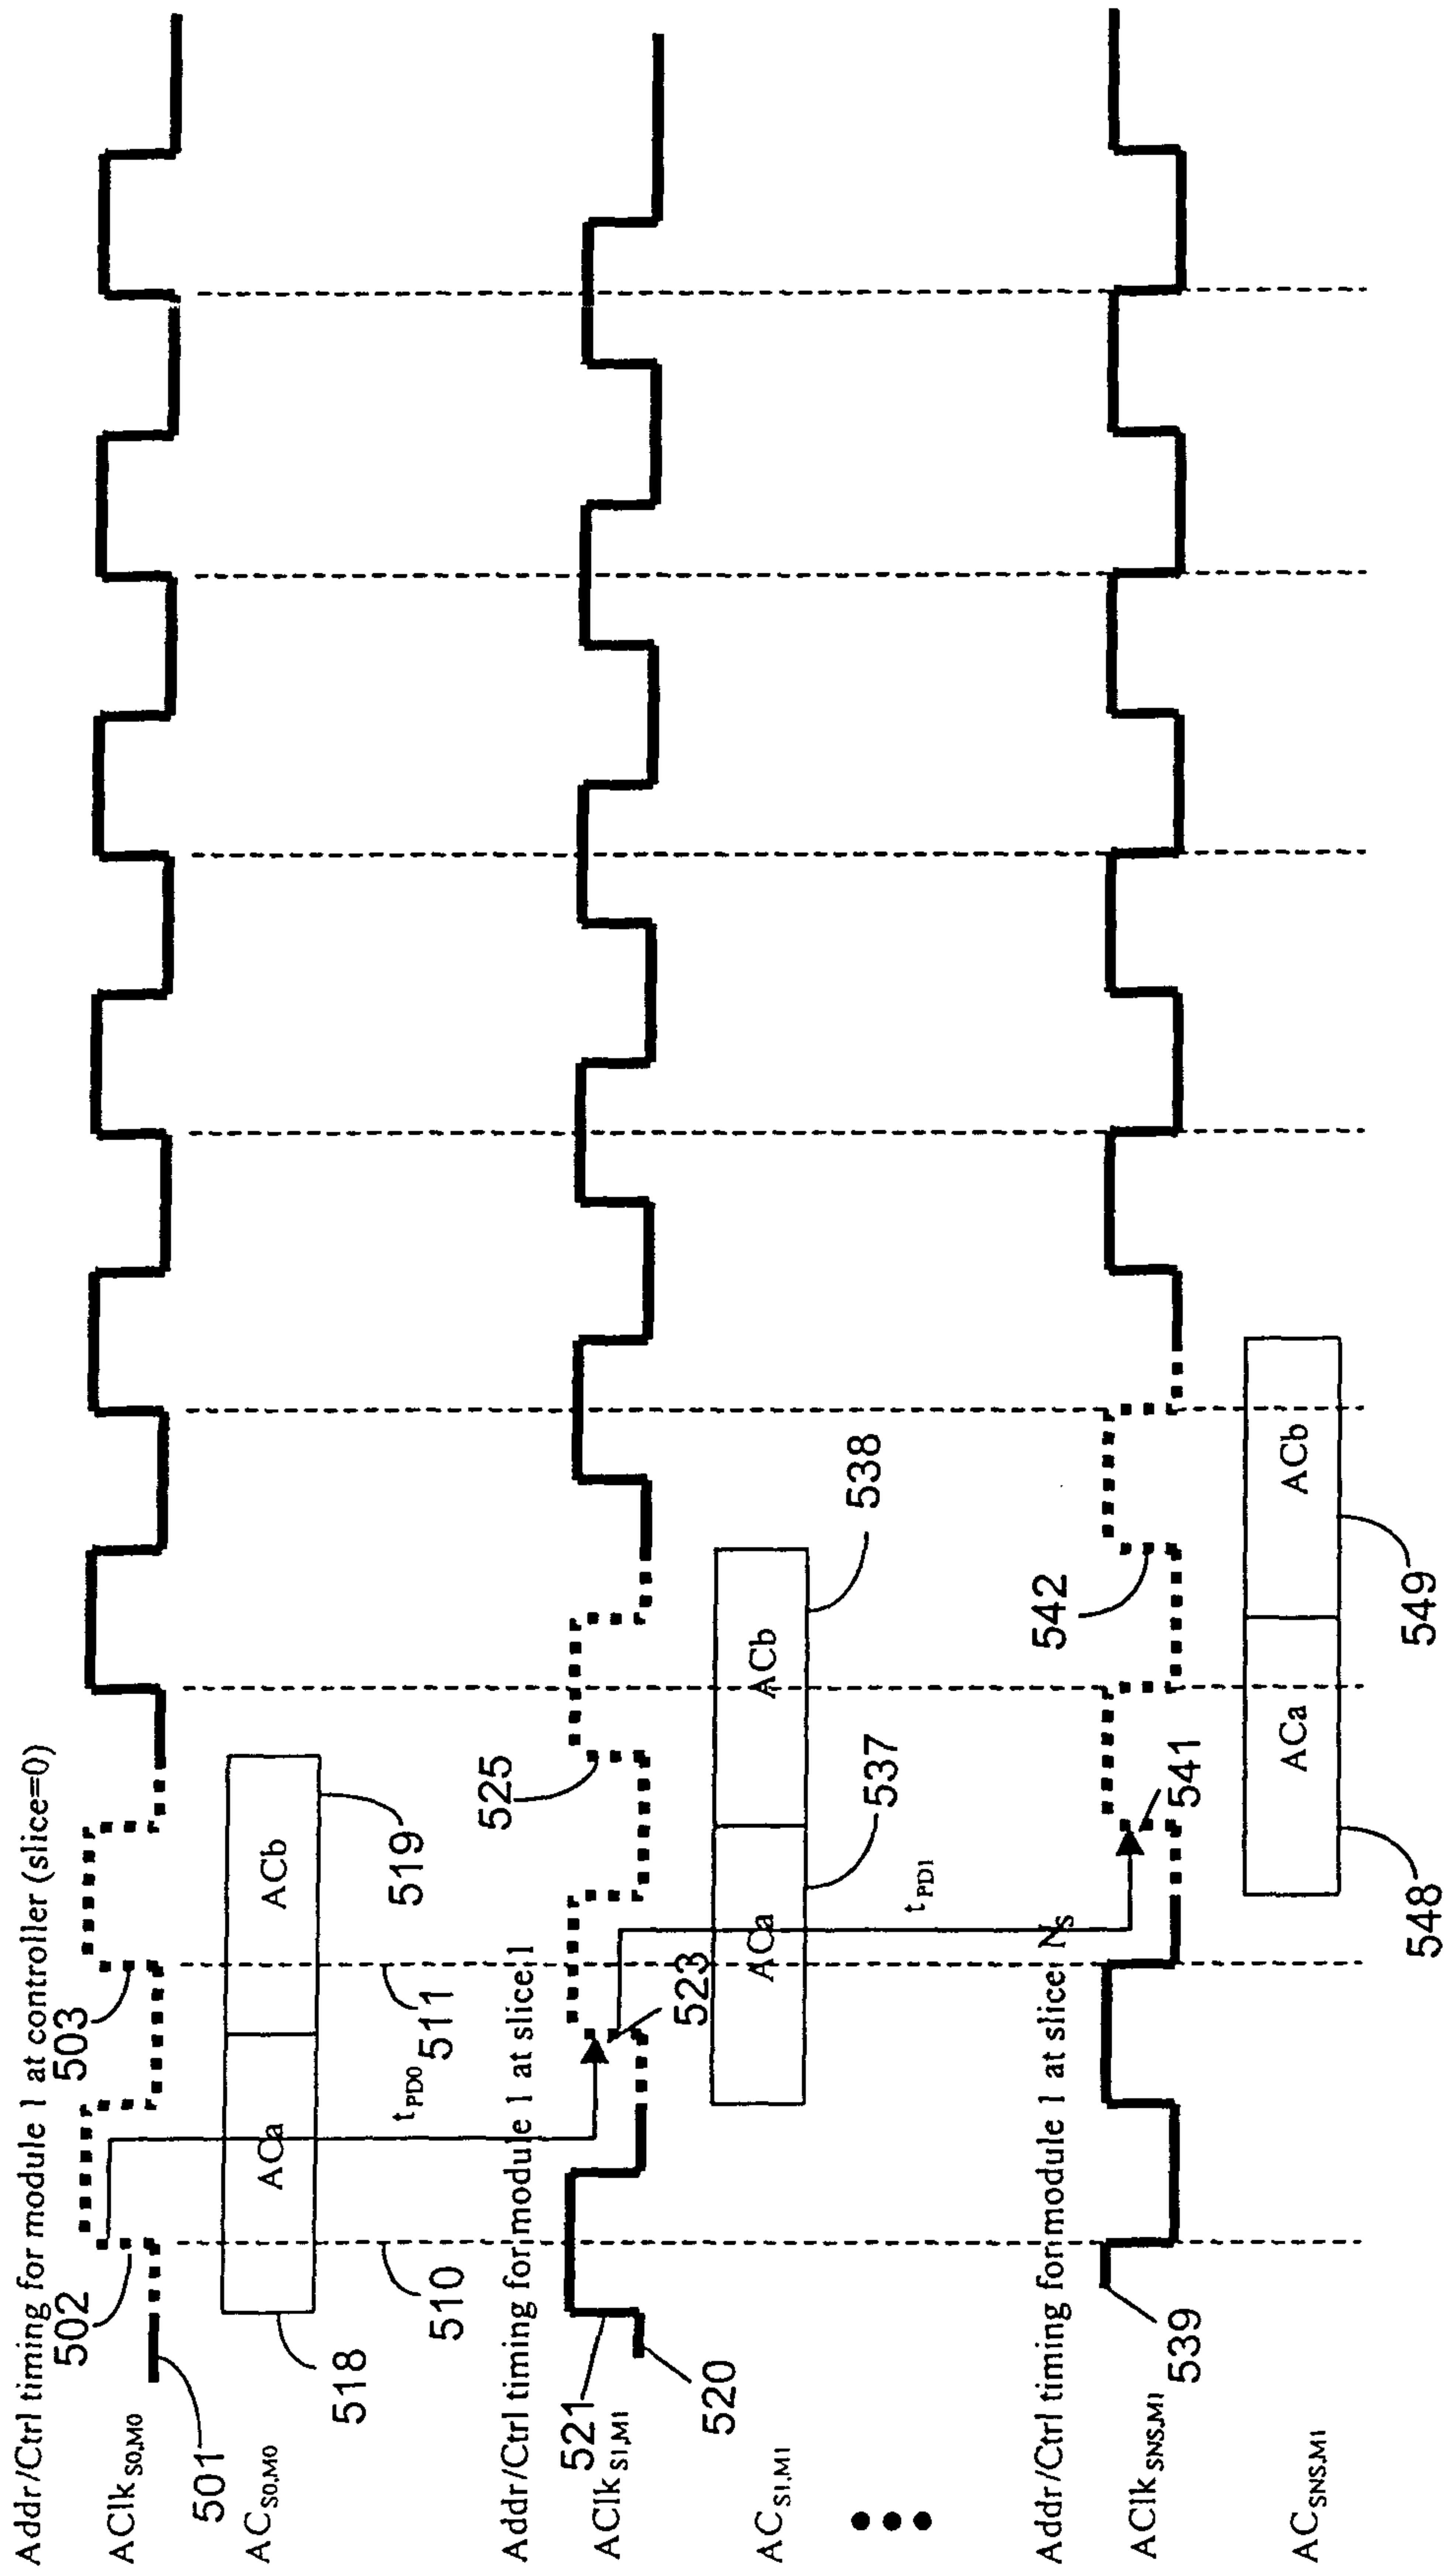 Addr/Ctrl timing for module 1 at controller (slice=0)
502
503
AClk S0,M0
501
AC S0,M0
ACa
ACb
518
519
510
511
tPD0
Addr/Ctrl timing for module 1 at slice 1
521
523
525
AClk S1,M1
520
AC S1,M1
ACa
ACb
537
538
tPD1
Addr/Ctrl timing for module 1 at slice Ns
541
542
AClk SNS,M1
539
AC SNS,M1
ACa
ACb
548
549